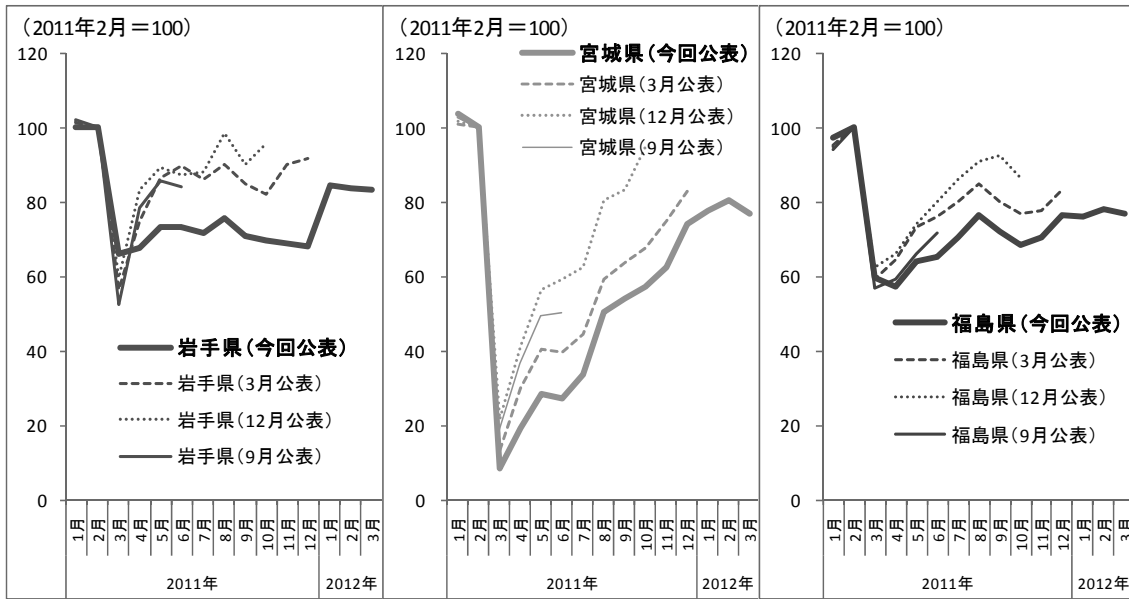 (2011年2月=100)
120
100
80
60
40
20
0
岩手県(今回公表)
岩手県(3月公表)
岩手県(12月公表)
岩手県(9月公表)
1月
2月
3月
4月
5月
6月
7月
8月
9月
10月
11月
12月
1月
2月
3月
2011年
2012年
(2011年2月=100)
120
100
80
60
40
20
0
宮城県(今回公表)
宮城県(3月公表)
宮城県(12月公表)
宮城県(9月公表)
1月
2月
3月
4月
5月
6月
7月
8月
9月
10月
11月
12月
1月
2月
3月
2011年
2012年
(2011年2月=100)
120
100
80
60
40
20
0
福島県(今回公表)
福島県(3月公表)
福島県(12月公表)
福島県(9月公表)
1月
2月
3月
4月
5月
6月
7月
8月
9月
10月
11月
12月
1月
2月
3月
2011年
2012年